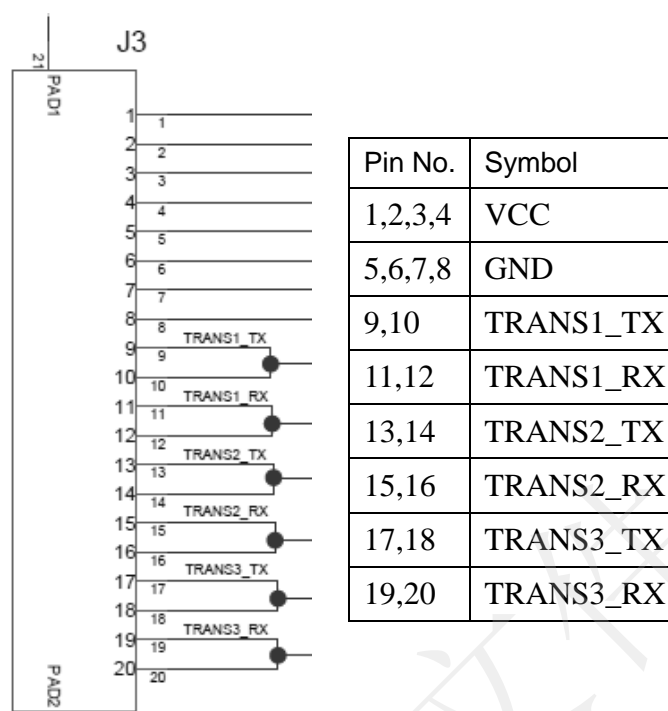 J3
21
PAD1
1 1
2 2
3 3
4 4
5 5
6 6
7 7
8 8
TRANS1_TX
9 9
10 10
TRANS1_RX
11 11
12 12
TRANS2_TX
13 13
14 14
TRANS2_RX
15 15
16 16
TRANS3_TX
17 17
18 18
TRANS3_RX
19 19
20 20
PAD2
Pin No. Symbol
1,2,3,4 VCC
5,6,7,8 GND
9,10 TRANS1_TX
11,12 TRANS1_RX
13,14 TRANS2_TX
15,16 TRANS2_RX
17,18 TRANS3_TX
19,20 TRANS3_RX
文件